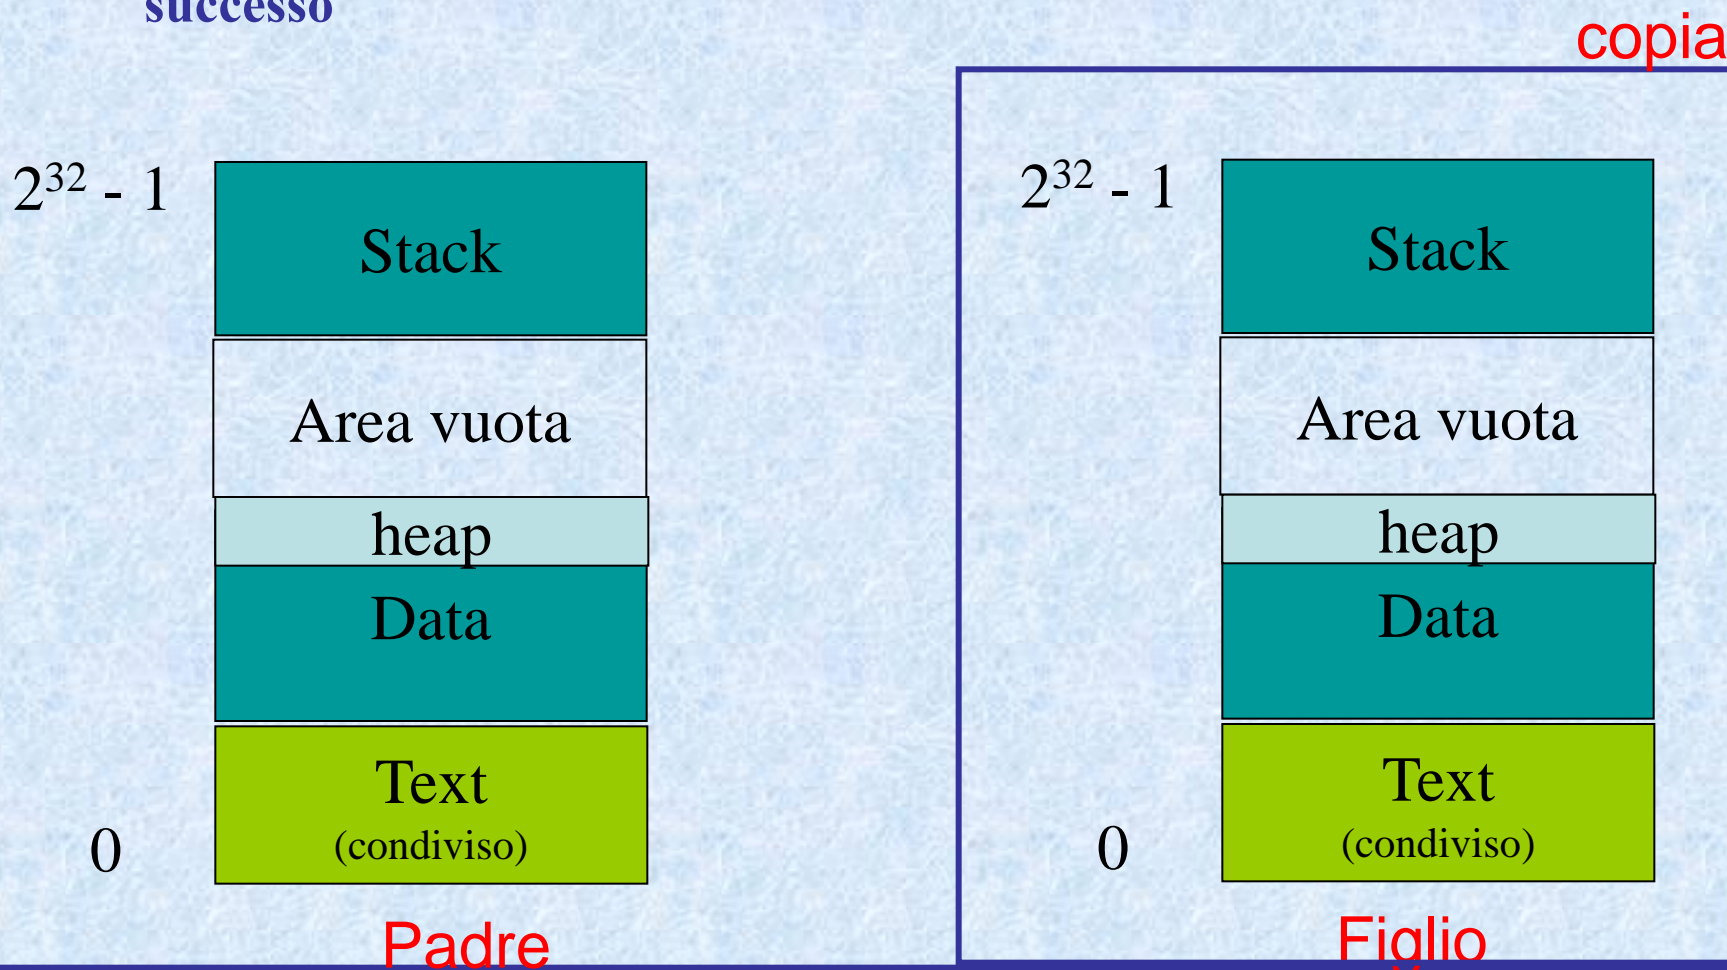 successo
copia
2³² - 1
Stack
Area vuota
heap
Data
Text
(condiviso)
0
Padre
2³² - 1
Stack
Area vuota
heap
Data
Text
(condiviso)
0
Figlio